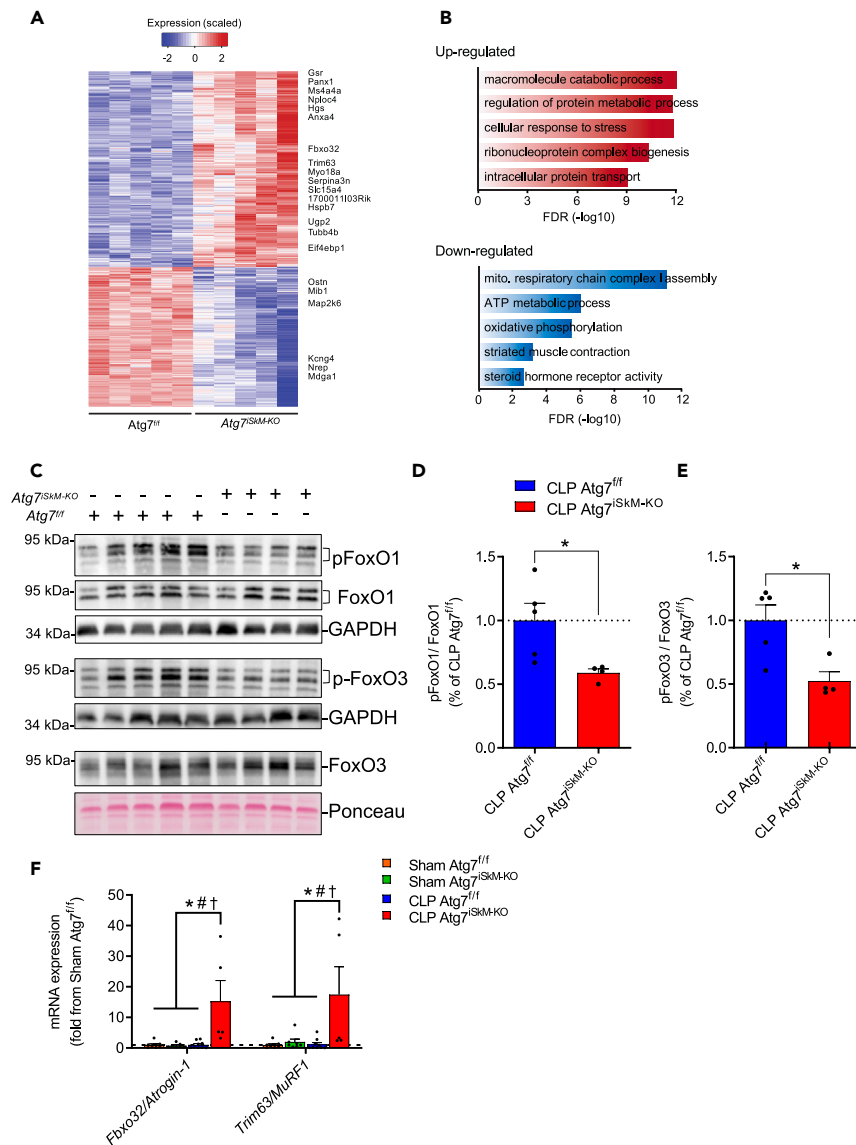 A
Expression (scaled)
-2 0 2
Gsr
Panx1
Ms4a4a
Nploc4
Hgs
Anxa4
Fbxo32
Trim63
Myo18a
Serpina3n
Slc15a4
1700011I03Rik
Hspb7
Ugp2
Tubb4b
Eif4ebp1
Ostn
Mib1
Map2k6
Kcng4
Nrep
Mdga1
Atg7f/f Atg7iSkM-KO
B
Up-regulated
macromolecule catabolic process
regulation of protein metabolic process
cellular response to stress
ribonucleoprotein complex biogenesis
intracellular protein transport
0 3 6 9 12
FDR (-log10)
Down-regulated
mito. respiratory chain complex I assembly
ATP metabolic process
oxidative phosphorylation
striated muscle contraction
steroid hormone receptor activity
0 2 4 6 8 10 12
FDR (-log10)
C
Atg7iSkM-KO - - - - - + + + +
Atg7f/f + + + + + - - - -
95 kDa pFoxO1
95 kDa FoxO1
34 kDa GAPDH
95 kDa p-FoxO3
34 kDa GAPDH
95 kDa FoxO3
Ponceau
D
CLP Atg7f/f
CLP Atg7iSkM-KO
pFoxO1/ FoxO1
(% of CLP Atg7f/f)
1.5
1.0
0.5
0.0
*
CLP Atg7f/f
CLP Atg7iSkM-KO
E
pFoxO3 / FoxO3
(% of CLP Atg7f/f)
1.5
1.0
0.5
0.0
*
CLP Atg7f/f
CLP Atg7iSkM-KO
F
mRNA expression
(fold from Sham Atg7f/f)
50
40
30
20
10
0
*#†
*#†
Fbxo32/Atrogin-1
Trim63/MuRF1
Sham Atg7f/f
Sham Atg7iSkM-KO
CLP Atg7f/f
CLP Atg7iSkM-KO